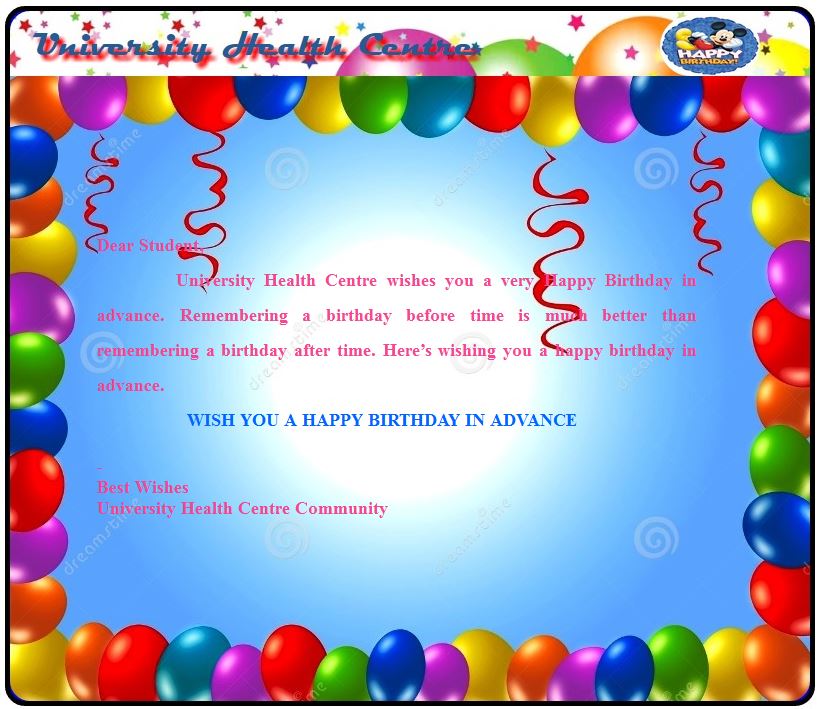 University Health Centre
HAPPY
BIRTHDAY!
Dear Student,
University Health Centre wishes you a very Happy Birthday in
advance. Remembering a birthday before time is much better than
remembering a birthday after time. Here’s wishing you a happy birthday in
advance.
WISH YOU A HAPPY BIRTHDAY IN ADVANCE
-
Best Wishes
University Health Centre Community
dreamstime
dreamstime
dreamstime
dreamstime
dreamstime
dreamstime
dreamstime
dreamstime